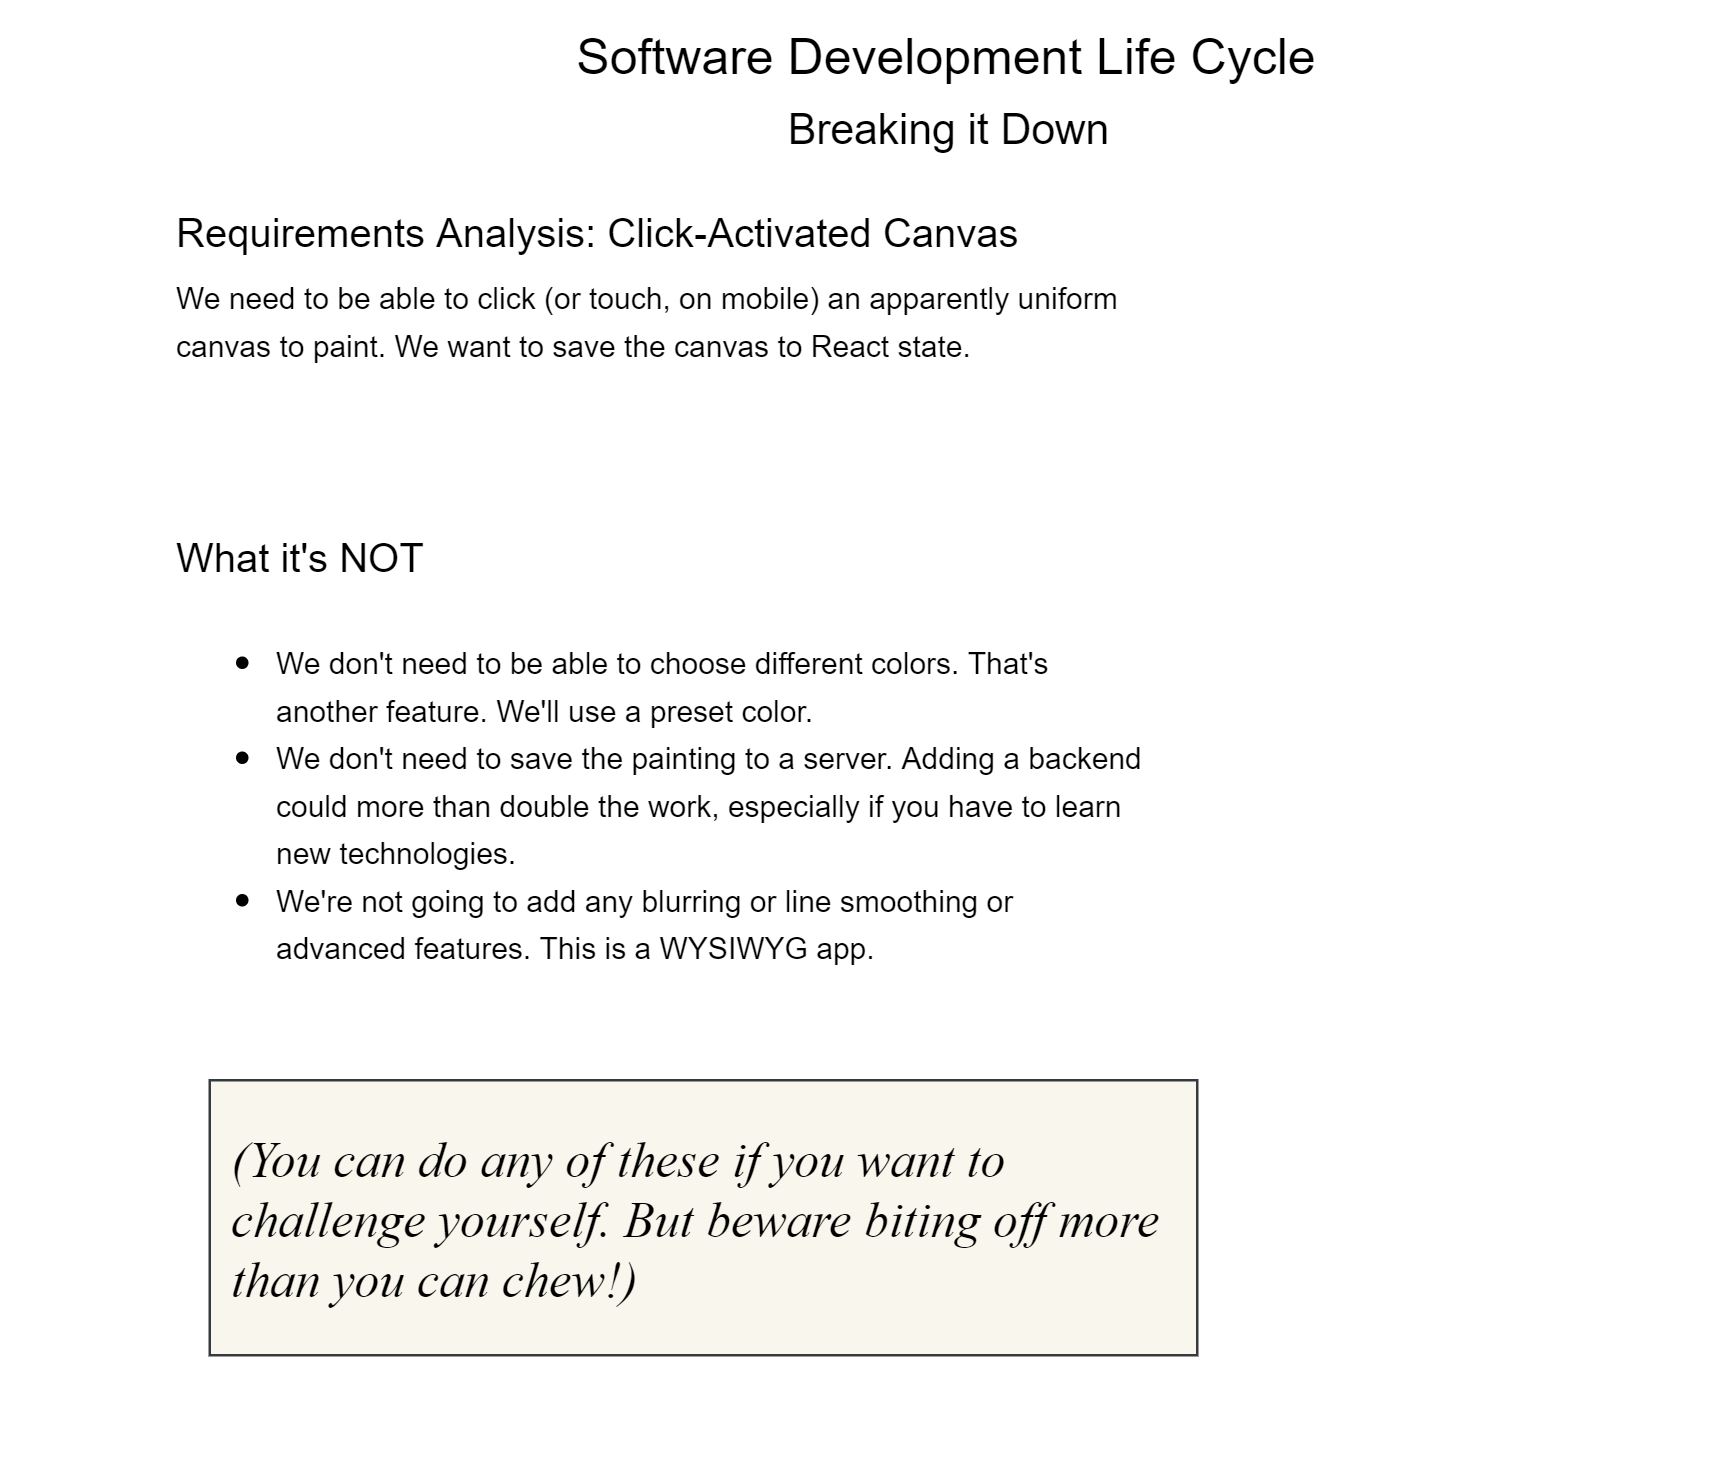 Software Development Life Cycle
Breaking it Down
Requirements Analysis: Click-Activated Canvas
We need to be able to click (or touch, on mobile) an apparently uniform
canvas to paint. We want to save the canvas to React state.
What it's NOT
• We don't need to be able to choose different colors. That's
another feature. We'll use a preset color.
• We don't need to save the painting to a server. Adding a backend
could more than double the work, especially if you have to learn
new technologies.
• We're not going to add any blurring or line smoothing or
advanced features. This is a WYSIWYG app.
(You can do any of these if you want to
challenge yourself. But beware biting off more
than you can chew!)